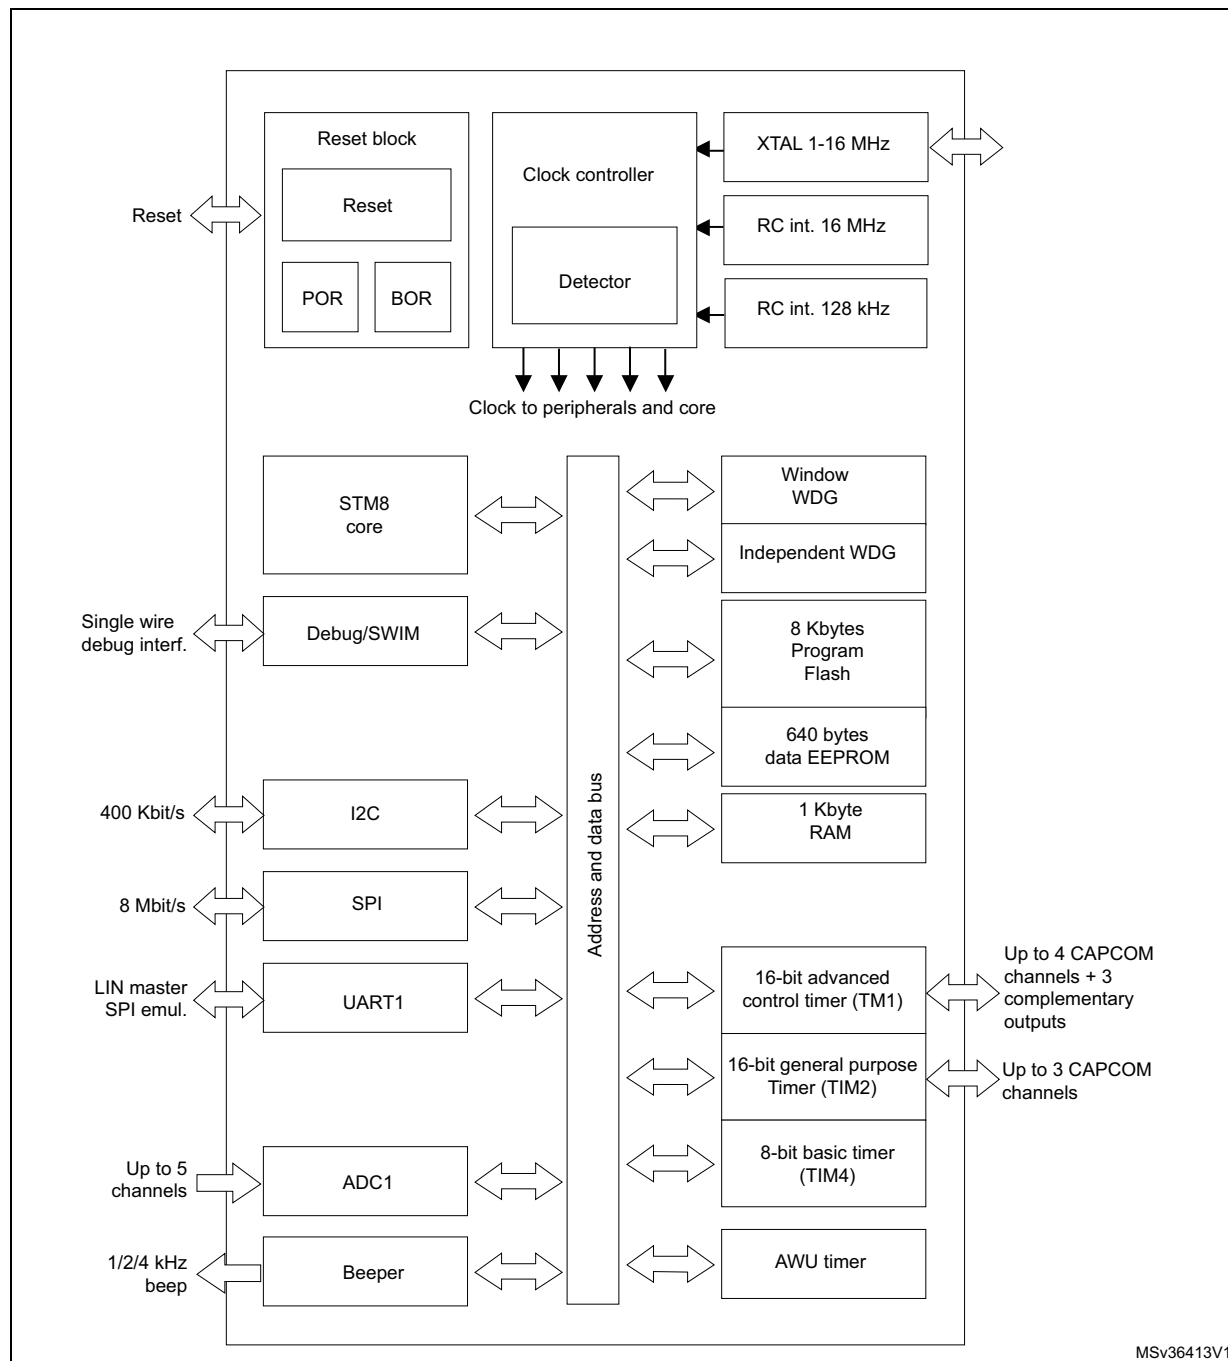 Reset block
Reset
POR
BOR
Reset
Clock controller
Detector
XTAL 1-16 MHz
RC int. 16 MHz
RC int. 128 kHz
Clock to peripherals and core
STM8
core
Single wire
debug interf.
Debug/SWIM
400 Kbit/s
I2C
8 Mbit/s
SPI
LIN master
SPI emul.
UART1
Up to 5
channels
ADC1
1/2/4 kHz
beep
Beeper
Address and data bus
Window
WDG
Independent WDG
8 Kbytes
Program
Flash
640 bytes
data EEPROM
1 Kbyte
RAM
16-bit advanced
control timer (TM1)
Up to 4 CAPCOM
channels + 3
complementary
outputs
16-bit general purpose
Timer (TIM2)
Up to 3 CAPCOM
channels
8-bit basic timer
(TIM4)
AWU timer
MSv36413V1